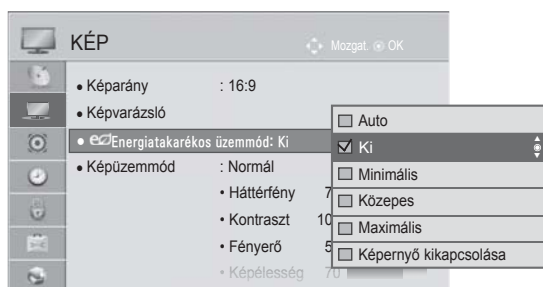 KÉP
Mozgat. OK
• Képarány : 16:9
• Képvarázsló
• Energiatakarékos üzemmód: Ki
• Képüzemmód : Normál
• Háttérfény 7
• Kontraszt 10
• Fényerő 5
• Képélesség 70
Auto
Ki
Minimális
Közepes
Maximális
Képernyő kikapcsolása